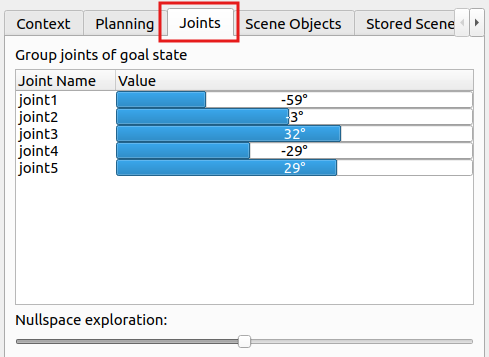 Context Planning Joints Scene Objects Stored Scene
Group joints of goal state
Joint Name Value
joint1 -59°
joint2 -3°
joint3 32°
joint4 -29°
joint5 29°
Nullspace exploration: